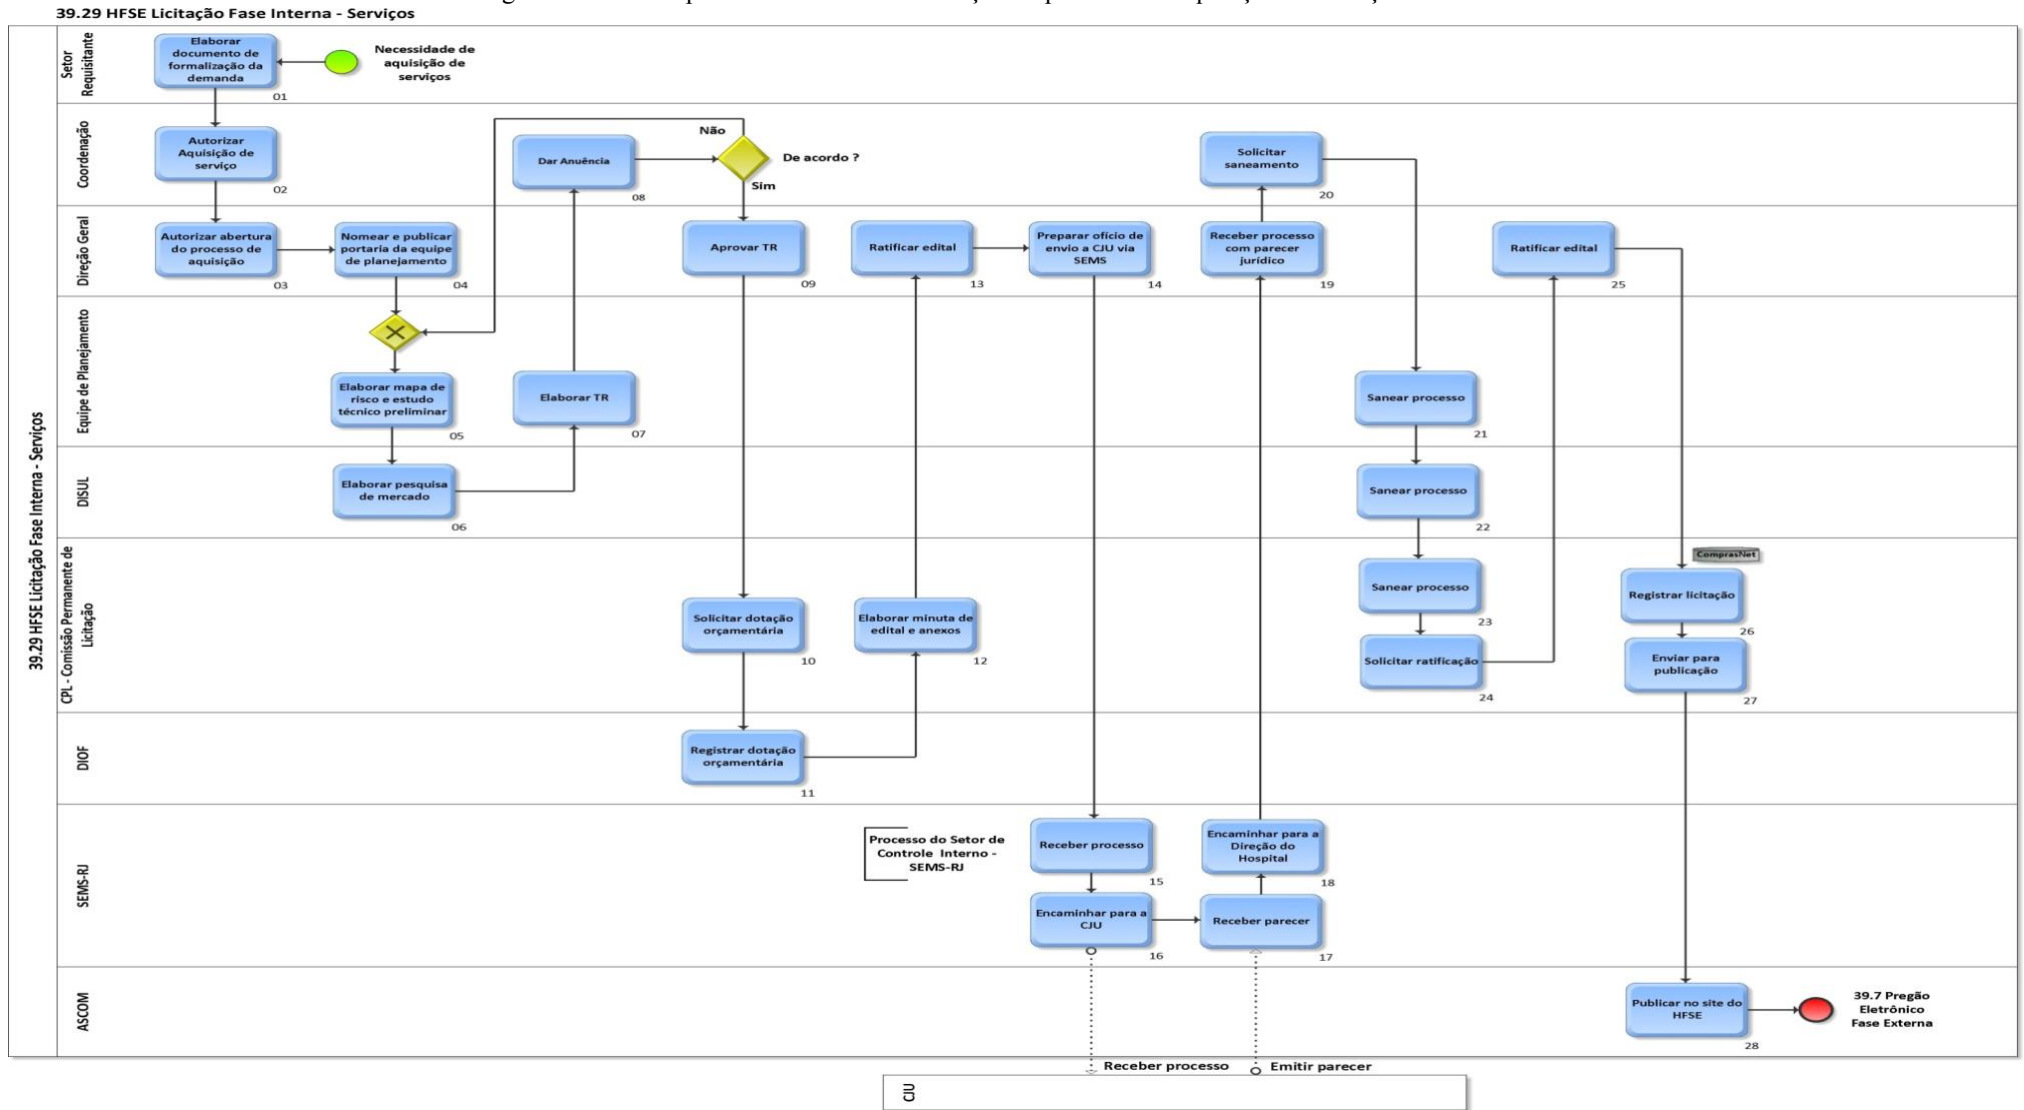 39.29 HFSE Licitação Fase Interna - Serviços
39.29 HFSE Licitação Fase Interna - Serviços
Setor
Requisitante
Elaborar
documento de
formalização da
demanda
01
Necessidade de
aquisição de
serviços
Coordenação
Autorizar
Aquisição de
serviço
02
Dar Anuência
08
Não
De acordo ?
Sim
Solicitar
saneamento
20
Direção Geral
Autorizar abertura
do processo de
aquisição
03
Nomear e publicar
portaria da equipe
de planejamento
04
Aprovar TR
09
Ratificar edital
13
Preparar ofício de
envio a CJU via
SEMS
14
Receber processo
com parecer
jurídico
19
Ratificar edital
25
Equipe de Planejamento
Elaborar mapa de
risco e estudo
técnico preliminar
05
Elaborar TR
07
Sanear processo
21
DISUL
Elaborar pesquisa
de mercado
06
Sanear processo
22
CPL - Comissão Permanente de
Licitação
Solicitar dotação
orçamentária
10
Elaborar minuta de
edital e anexos
12
Sanear processo
23
Solicitar ratificação
24
ComprasNet
Registrar licitação
26
Enviar para
publicação
27
DIOF
Registrar dotação
orçamentária
11
SEMS-RJ
Processo do Setor de
Controle Interno -
SEMS-RJ
Receber processo
15
Encaminhar para a
CJU
16
Encaminhar para a
Direção do
Hospital
18
Receber parecer
17
ASCOM
Publicar no site do
HFSE
28
39.7 Pregão
Eletrônico
Fase Externa
Receber processo
Emitir parecer
CJU